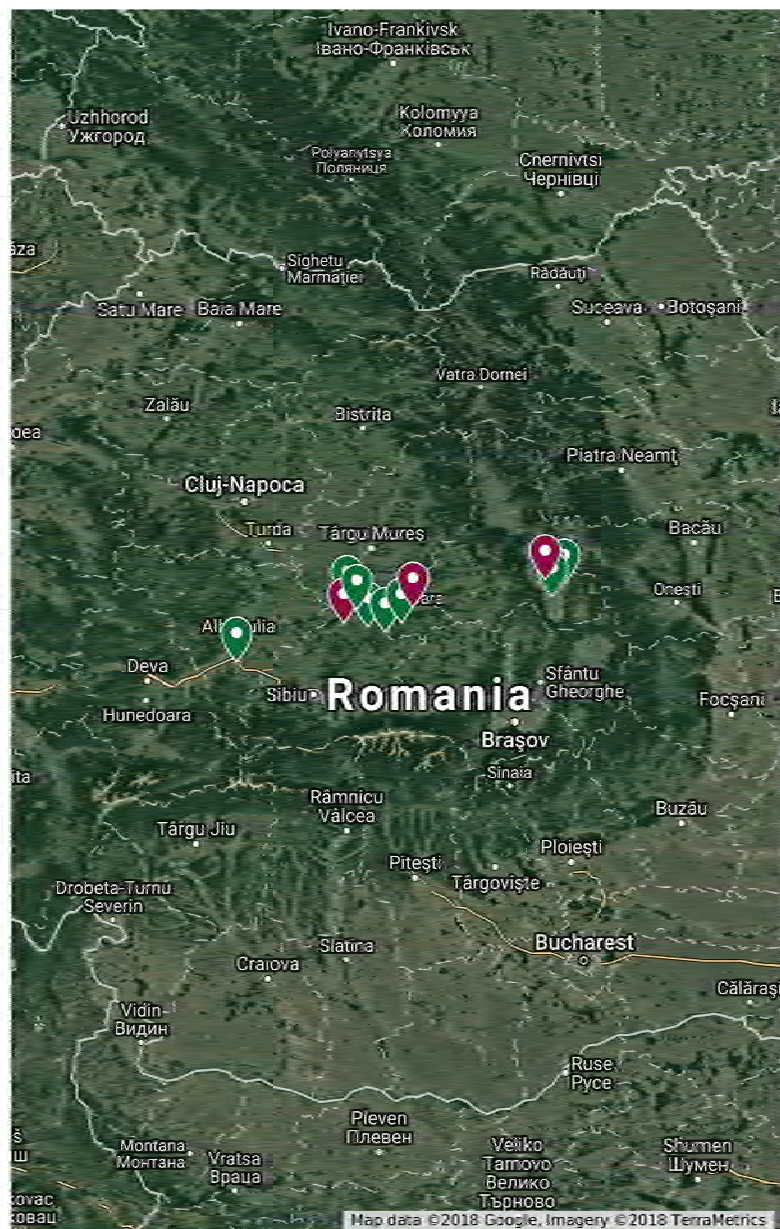 Ivano-Frankivsk
Івано-Франківськ
Uzhhorod
Ужгород
Kolomyya
Коломия
Polyanytsya
Поляниця
Chernivtsi
Чернівці
Sighetu
Marmației
Rădăuți
Satu Mare
Baia Mare
Suceava
Botoșani
Vatra Dornei
Zalău
Bistrița
Piatra Neamț
Cluj-Napoca
Turda
Târgu Mureș
Bacău
Onești
Deva
Sibiu
Romania
Sfântu
Gheorghe
Hunedoara
Focșani
Brașov
Sinaia
Râmnicu
Vâlcea
Buzău
Târgu Jiu
Ploiești
Pitești
Târgoviște
Drobeta-Turnu
Severin
Slatina
Bucharest
Craiova
Călărași
Vidin
Видин
Ruse
Русе
Pleven
Плевен
Montana
Монтана
Vratsa
Враца
Veliko
Tarnovo
Велико
Търново
Shumen
Шумен
Map data ©2018 Google, Imagery ©2018 TerraMetrics